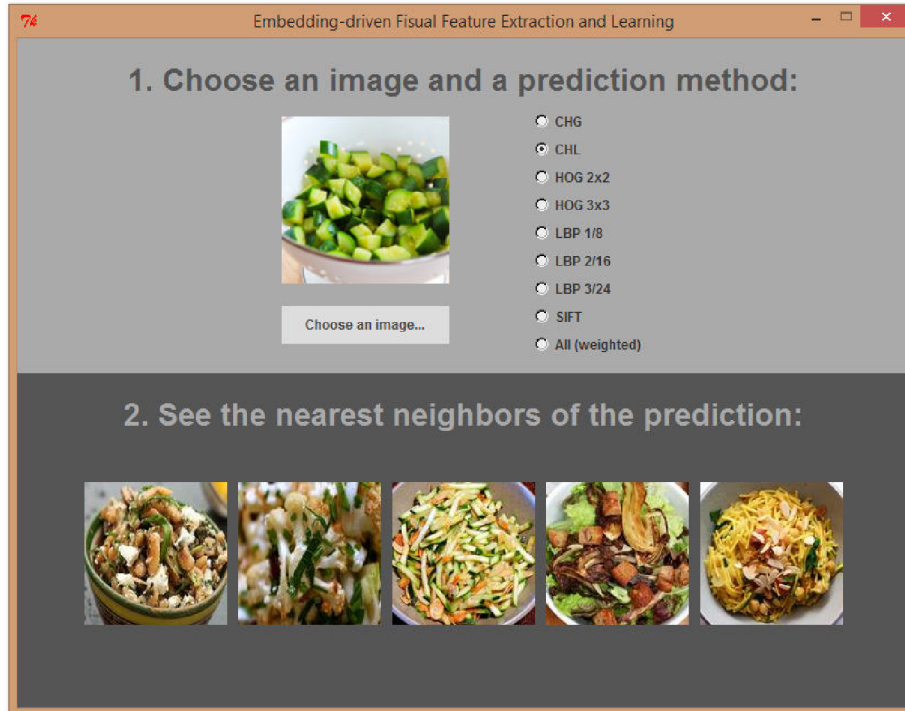 Embedding-driven Fisual Feature Extraction and Learning
1. Choose an image and a prediction method:
CHG
CHL
HOG 2x2
HOG 3x3
LBP 1/8
LBP 2/16
LBP 3/24
SIFT
All (weighted)
Choose an image...
2. See the nearest neighbors of the prediction: